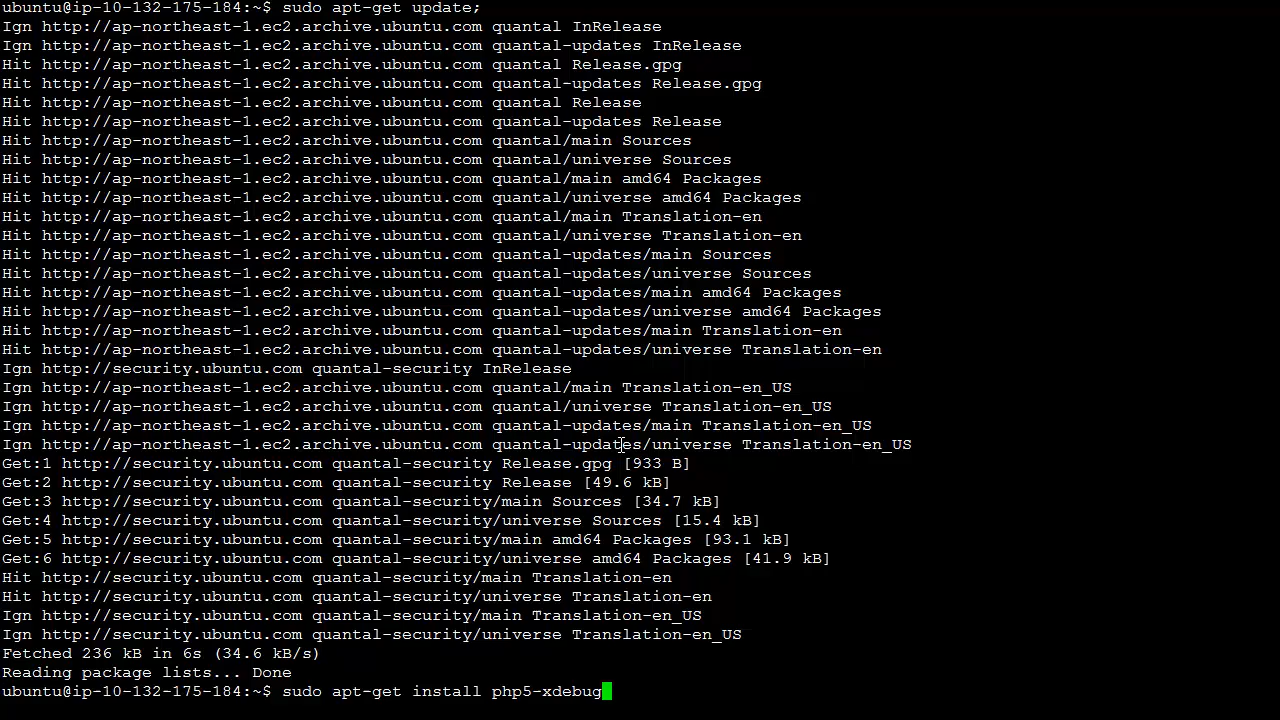 ubuntu@ip-10-132-175-184:~$ sudo apt-get update;
Ign http://ap-northeast-1.ec2.archive.ubuntu.com quantal InRelease
Ign http://ap-northeast-1.ec2.archive.ubuntu.com quantal-updates InRelease
Hit http://ap-northeast-1.ec2.archive.ubuntu.com quantal Release.gpg
Hit http://ap-northeast-1.ec2.archive.ubuntu.com quantal-updates Release.gpg
Hit http://ap-northeast-1.ec2.archive.ubuntu.com quantal Release
Hit http://ap-northeast-1.ec2.archive.ubuntu.com quantal-updates Release
Hit http://ap-northeast-1.ec2.archive.ubuntu.com quantal/main Sources
Hit http://ap-northeast-1.ec2.archive.ubuntu.com quantal/universe Sources
Hit http://ap-northeast-1.ec2.archive.ubuntu.com quantal/main amd64 Packages
Hit http://ap-northeast-1.ec2.archive.ubuntu.com quantal/universe amd64 Packages
Hit http://ap-northeast-1.ec2.archive.ubuntu.com quantal/main Translation-en
Hit http://ap-northeast-1.ec2.archive.ubuntu.com quantal/universe Translation-en
Hit http://ap-northeast-1.ec2.archive.ubuntu.com quantal-updates/main Sources
Hit http://ap-northeast-1.ec2.archive.ubuntu.com quantal-updates/universe Sources
Hit http://ap-northeast-1.ec2.archive.ubuntu.com quantal-updates/main amd64 Packages
Hit http://ap-northeast-1.ec2.archive.ubuntu.com quantal-updates/universe amd64 Packages
Hit http://ap-northeast-1.ec2.archive.ubuntu.com quantal-updates/main Translation-en
Hit http://ap-northeast-1.ec2.archive.ubuntu.com quantal-updates/universe Translation-en
Ign http://security.ubuntu.com quantal-security InRelease
Ign http://ap-northeast-1.ec2.archive.ubuntu.com quantal/main Translation-en_US
Ign http://ap-northeast-1.ec2.archive.ubuntu.com quantal/universe Translation-en_US
Ign http://ap-northeast-1.ec2.archive.ubuntu.com quantal-updates/main Translation-en_US
Ign http://ap-northeast-1.ec2.archive.ubuntu.com quantal-updates/universe Translation-en_US
Get:1 http://security.ubuntu.com quantal-security Release.gpg [933 B]
Get:2 http://security.ubuntu.com quantal-security Release [49.6 kB]
Get:3 http://security.ubuntu.com quantal-security/main Sources [34.7 kB]
Get:4 http://security.ubuntu.com quantal-security/universe Sources [15.4 kB]
Get:5 http://security.ubuntu.com quantal-security/main amd64 Packages [93.1 kB]
Get:6 http://security.ubuntu.com quantal-security/universe amd64 Packages [41.9 kB]
Hit http://security.ubuntu.com quantal-security/main Translation-en
Hit http://security.ubuntu.com quantal-security/universe Translation-en
Ign http://security.ubuntu.com quantal-security/main Translation-en_US
Ign http://security.ubuntu.com quantal-security/universe Translation-en_US
Fetched 236 kB in 6s (34.6 kB/s)
Reading package lists... Done
ubuntu@ip-10-132-175-184:~$ sudo apt-get install php5-xdebug